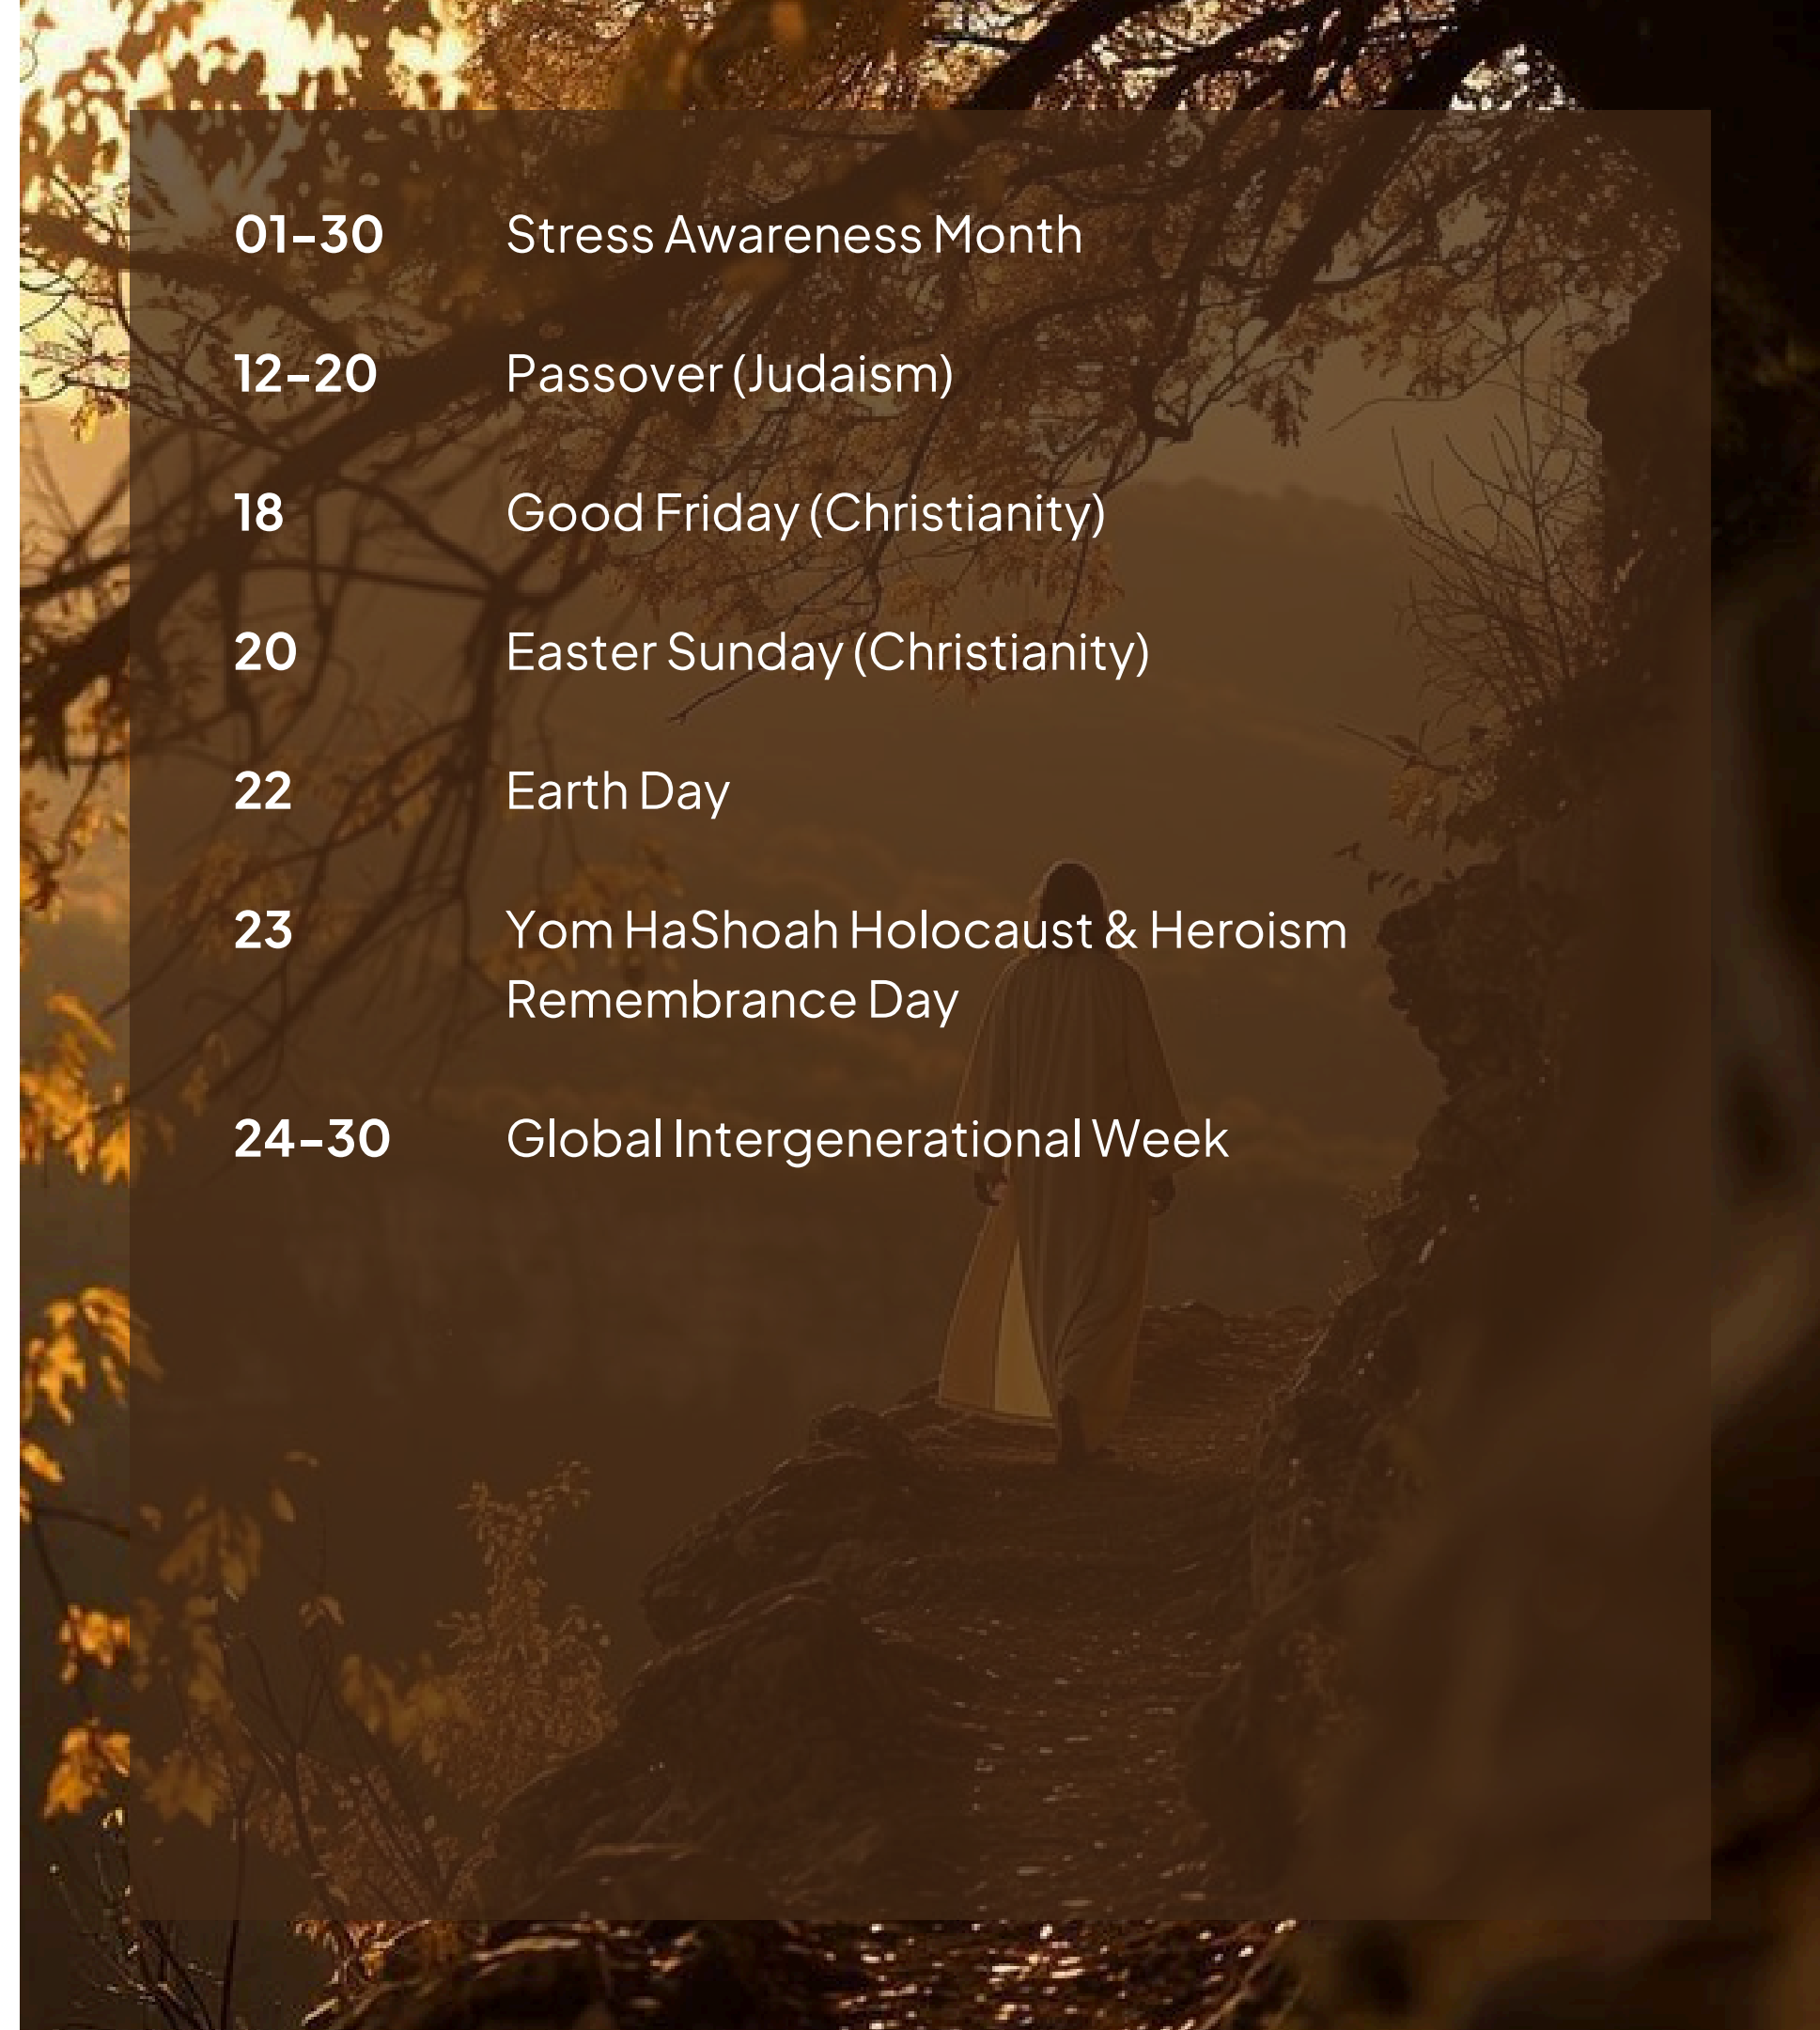 01-30 Stress Awareness Month
12-20 Passover (Judaism)
18 Good Friday (Christianity)
20 Easter Sunday (Christianity)
22 Earth Day
23 Yom HaShoah Holocaust & Heroism
Remembrance Day
24-30 Global Intergenerational Week